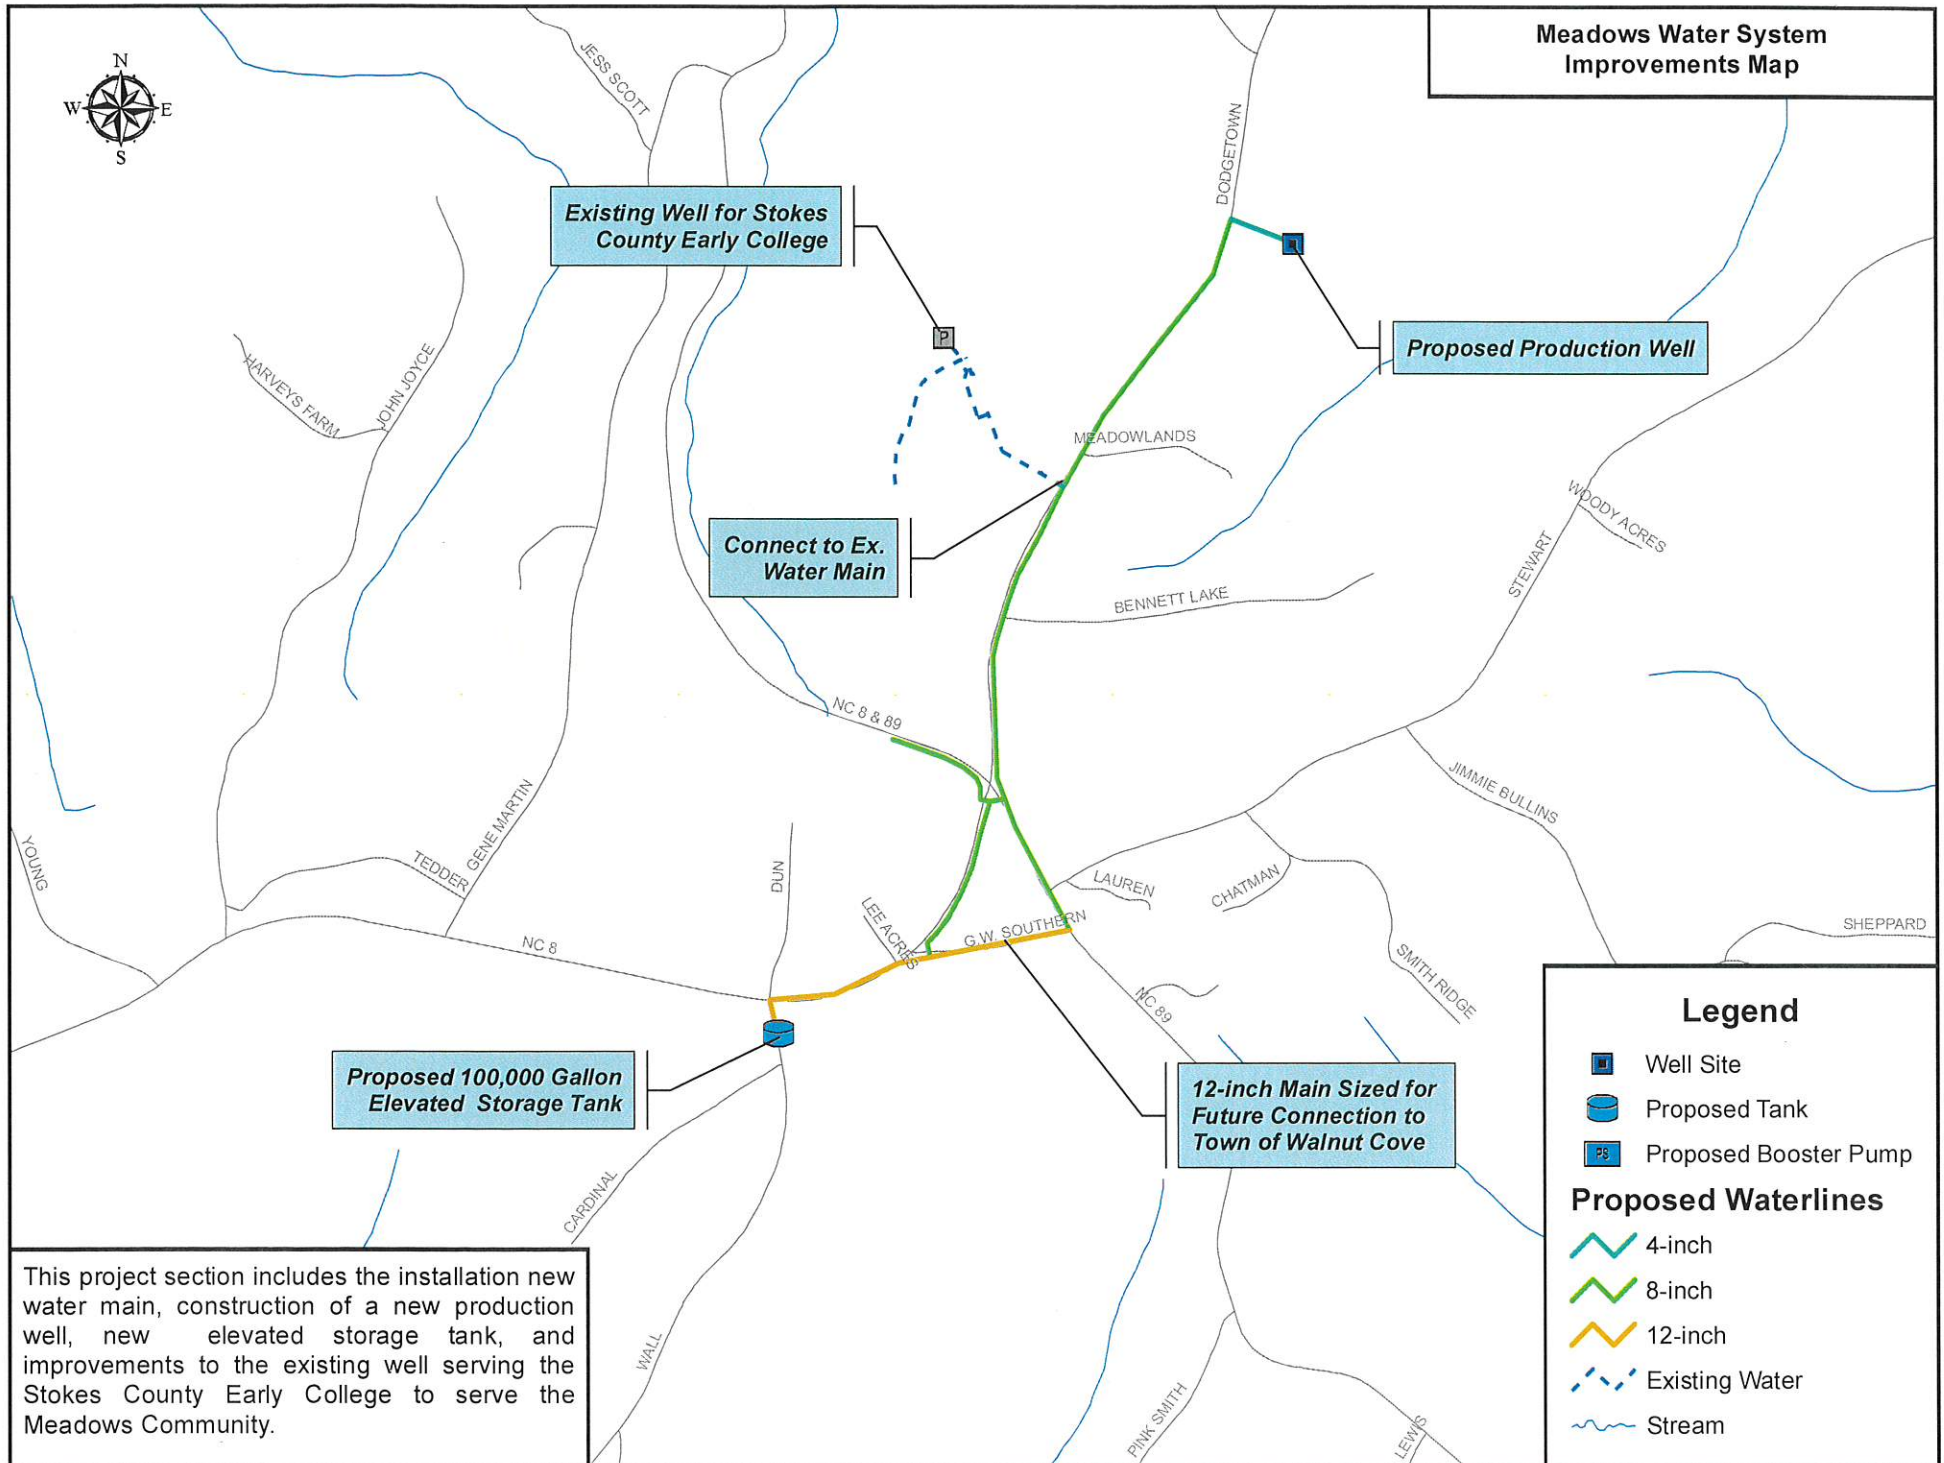 Meadows Water System
Improvements Map
N
W
E
S
JESS SCOTT
DODGETOWN
Existing Well for Stokes
County Early College
P
Proposed Production Well
HARVEYS FARM
JOHN JOYCE
MEADOWLANDS
WOODY ACRES
STEWART
Connect to Ex.
Water Main
BENNETT LAKE
NC 8 & 89
JIMMIE BULLINS
YOUNG
TEDDER
GENE MARTIN
DUN
LEE ACRES
G.W. SOUTHERN
LAUREN
CHATMAN
SMITH RIDGE
SHEPPARD
NC 8
NC 89
Proposed 100,000 Gallon
Elevated Storage Tank
12-inch Main Sized for
Future Connection to
Town of Walnut Cove
CARDINAL
WALL
PINK SMITH
LEWIS
This project section includes the installation new
water main, construction of a new production
well, new elevated storage tank, and
improvements to the existing well serving the
Stokes County Early College to serve the
Meadows Community.
Legend
Well Site
Proposed Tank
PS Proposed Booster Pump
Proposed Waterlines
4-inch
8-inch
12-inch
Existing Water
Stream